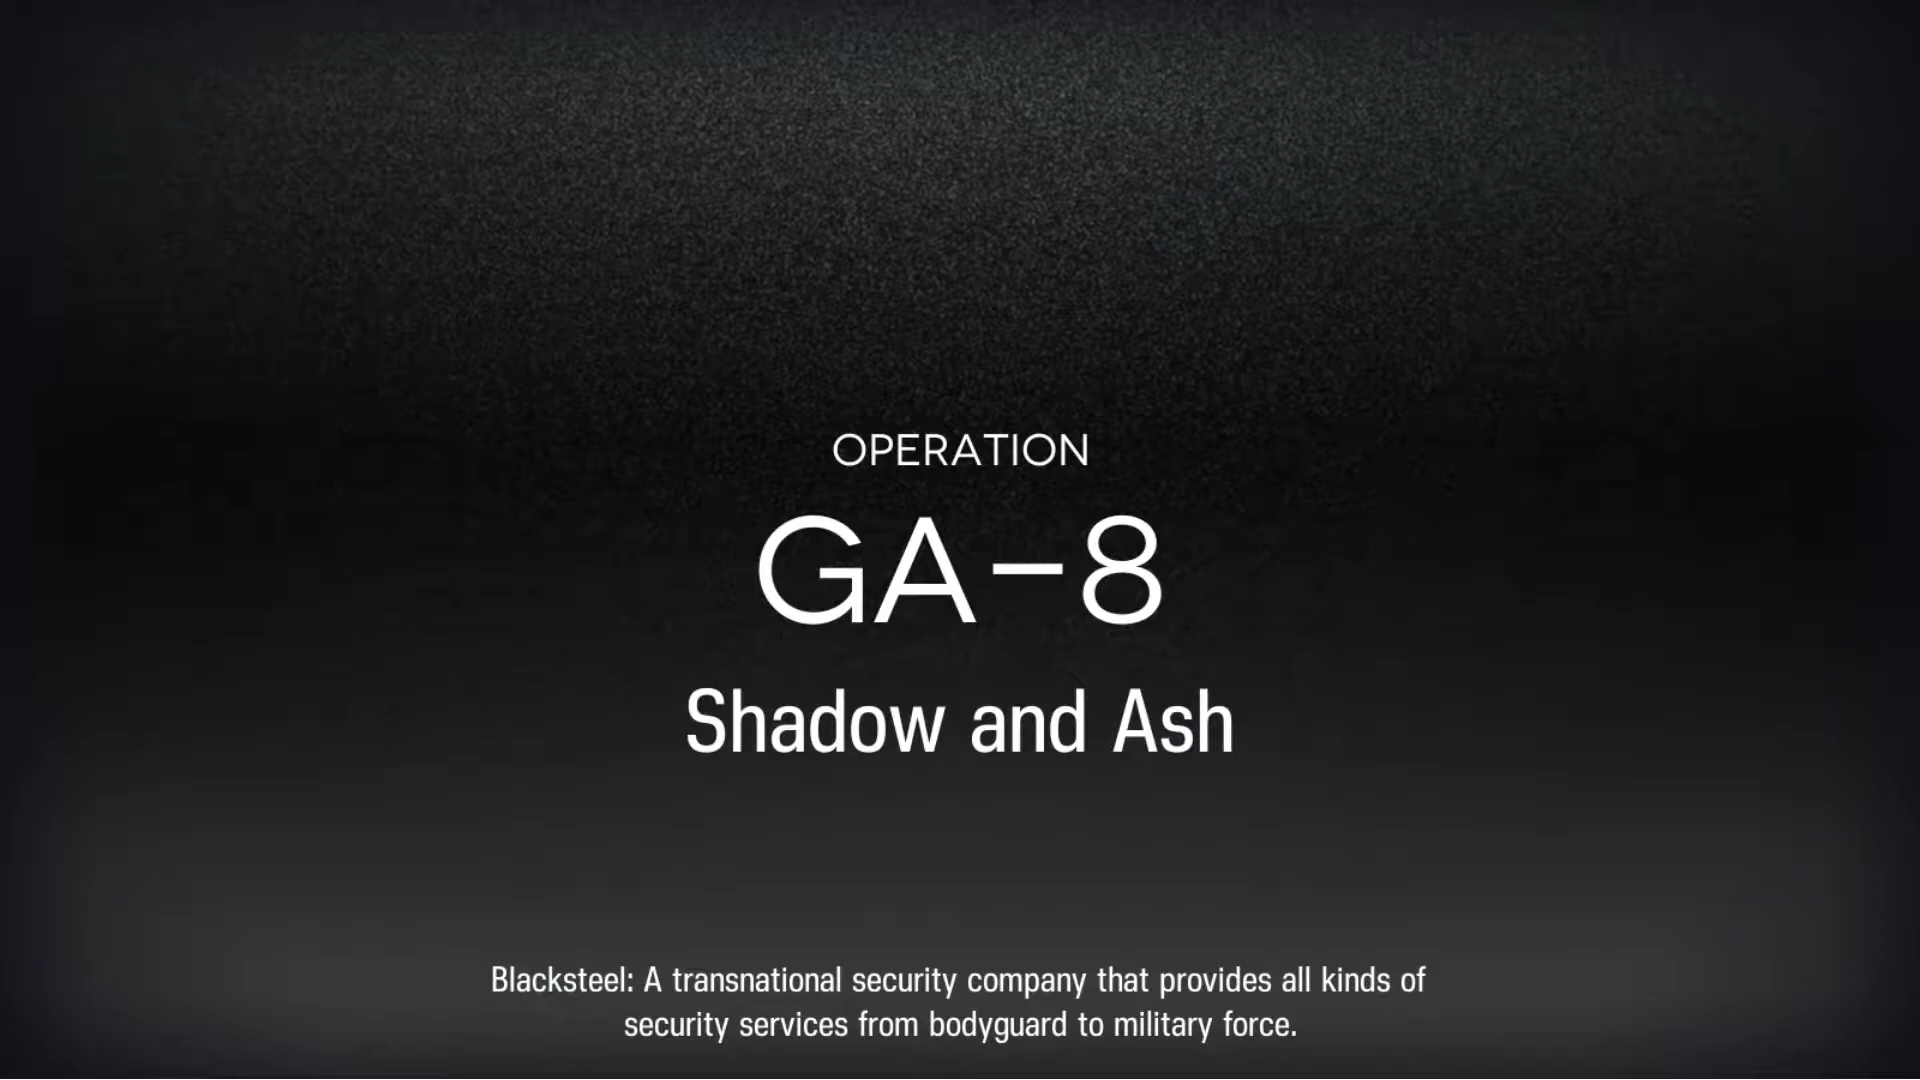 OPERATION
GA-8
Shadow and Ash
Blacksteel: A transnational security company that provides all kinds of
security services from bodyguard to military force.